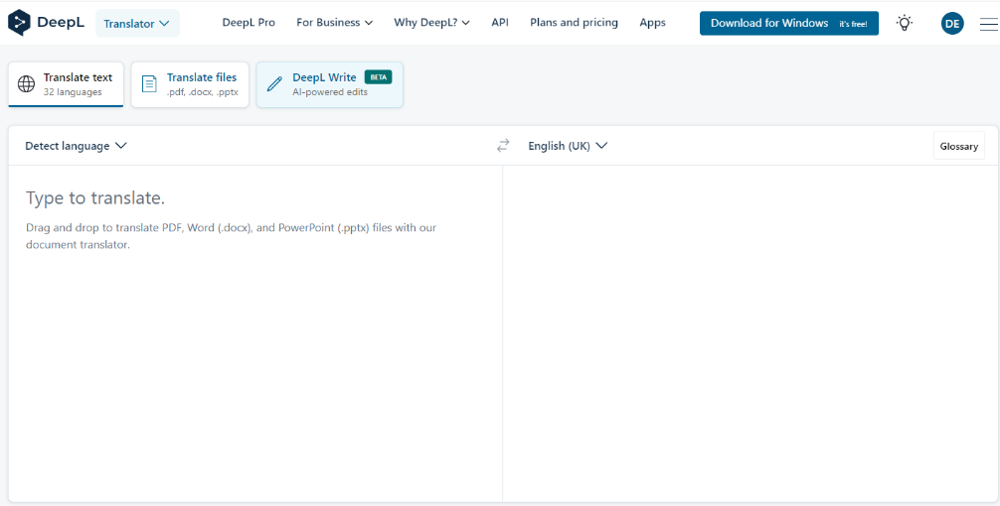 DeepL Translator DeepL Pro For Business Why DeepL? API Plans and pricing Apps Download for Windows it's free! DE
Translate text
32 languages
Translate files
.pdf, .docx, .pptx
DeepL Write BETA
AI-powered edits
Detect language English (UK) Glossary
Type to translate.
Drag and drop to translate PDF, Word (.docx), and PowerPoint (.pptx) files with our
document translator.